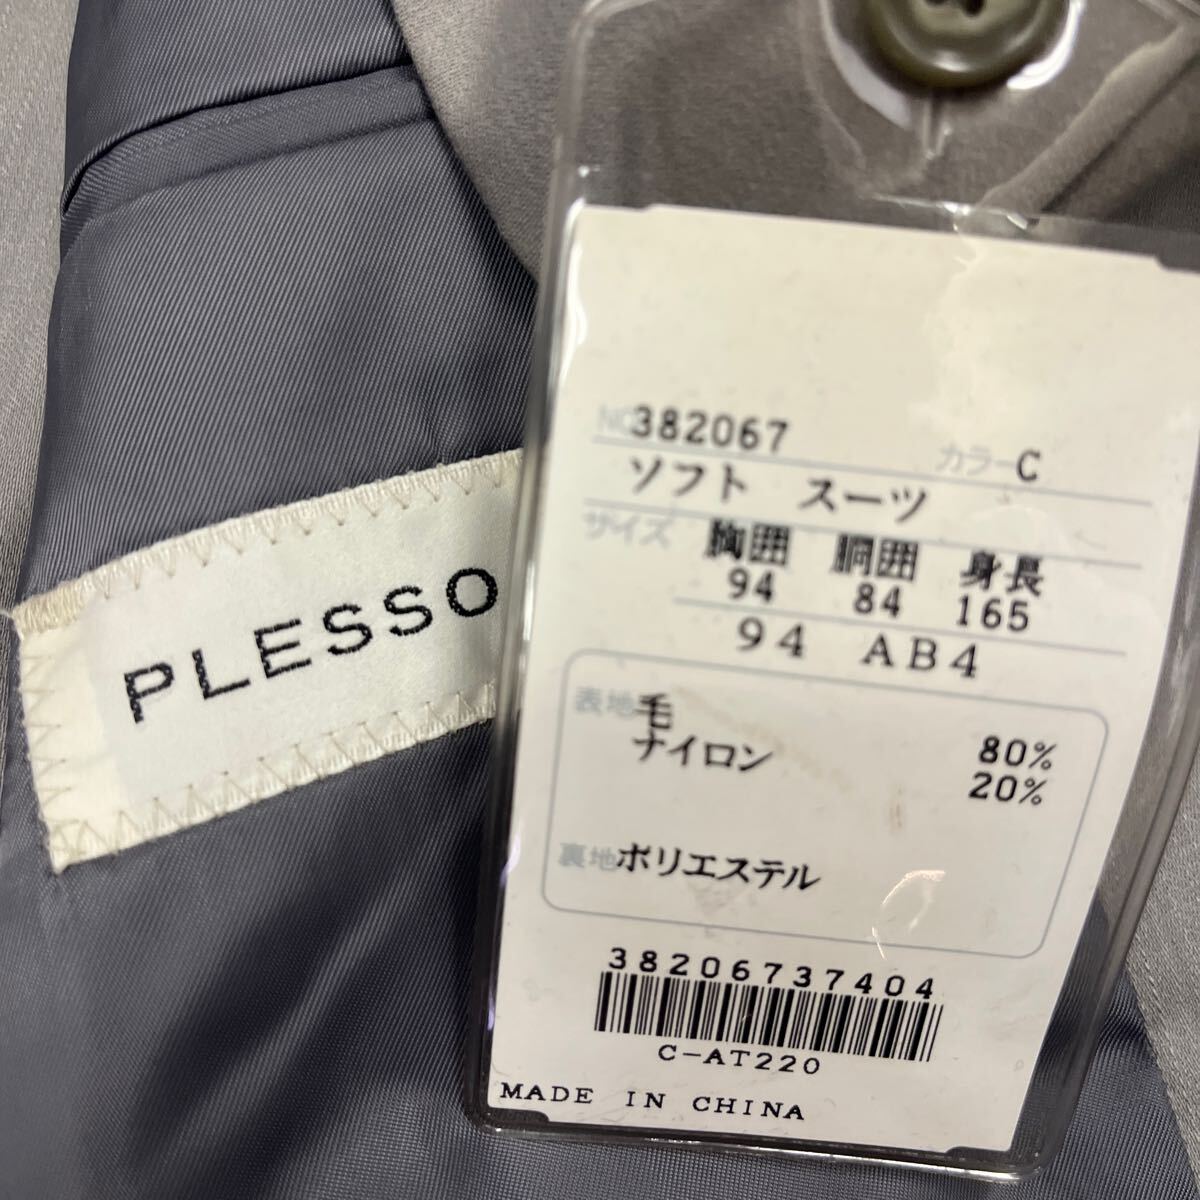 PLESSO
NO 382067 カラー C
ソフト スーツ
サイズ 胸囲 胴囲 身長
94 84 165
94 AB4
表地 毛 80%
ナイロン 20%
裏地 ポリエステル
38206737404
C-AT220
MADE IN CHINA